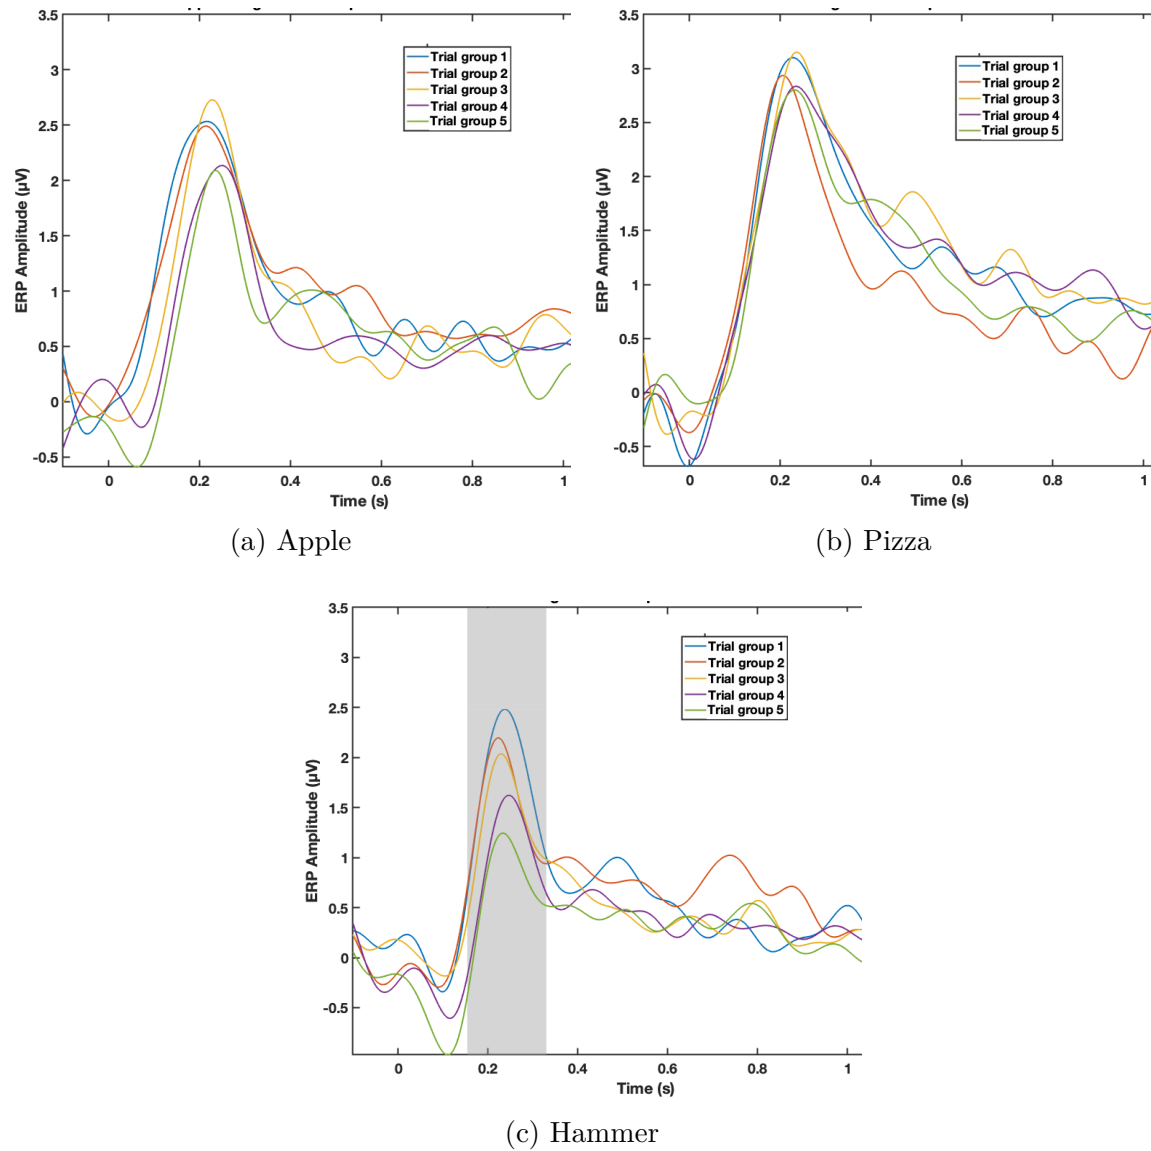 3.5
3
2.5
2
1.5
1
0.5
0
-0.5
ERP Amplitude (µV)
Trial group 1
Trial group 2
Trial group 3
Trial group 4
Trial group 5
0 0.2 0.4 0.6 0.8 1
Time (s)
(a) Apple
3.5
3
2.5
2
1.5
1
0.5
0
-0.5
ERP Amplitude (µV)
Trial group 1
Trial group 2
Trial group 3
Trial group 4
Trial group 5
0 0.2 0.4 0.6 0.8 1
Time (s)
(b) Pizza
3.5
3
2.5
2
1.5
1
0.5
0
-0.5
ERP Amplitude (µV)
Trial group 1
Trial group 2
Trial group 3
Trial group 4
Trial group 5
0 0.2 0.4 0.6 0.8 1
Time (s)
(c) Hammer